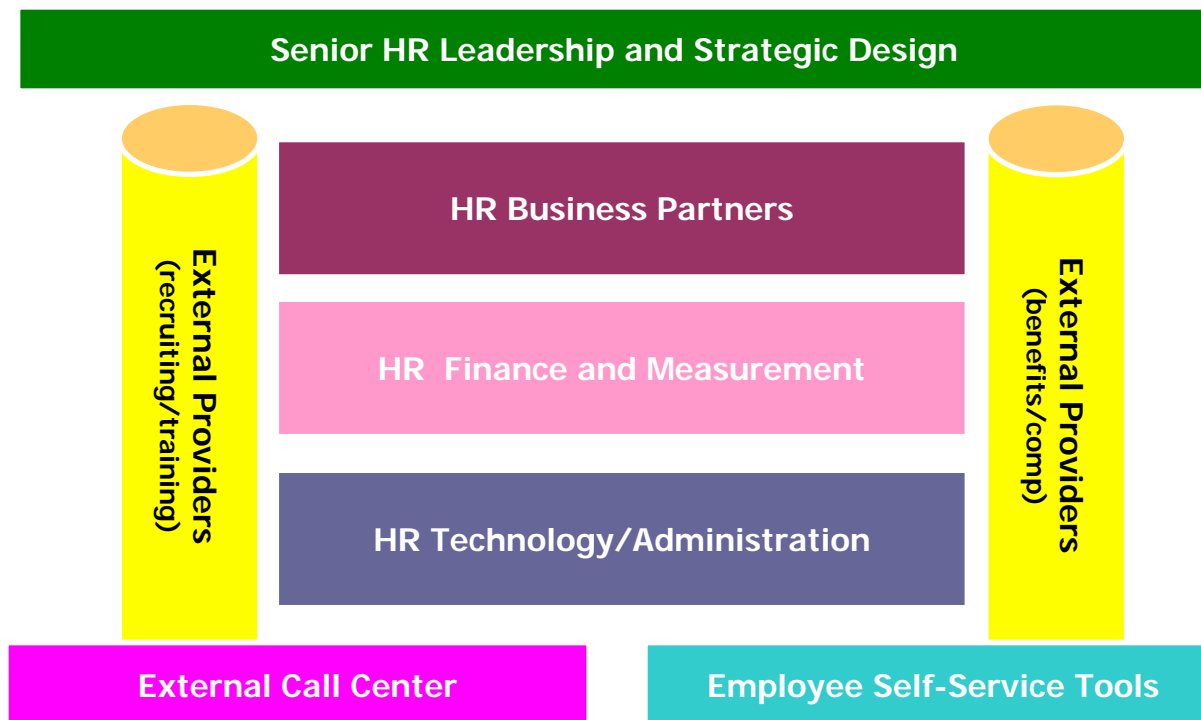 Senior HR Leadership and Strategic Design
External Providers
(recruiting/training)
HR Business Partners
HR  Finance and Measurement
HR Technology/Administration
External Providers
(benefits/comp)
External Call Center
Employee Self-Service Tools